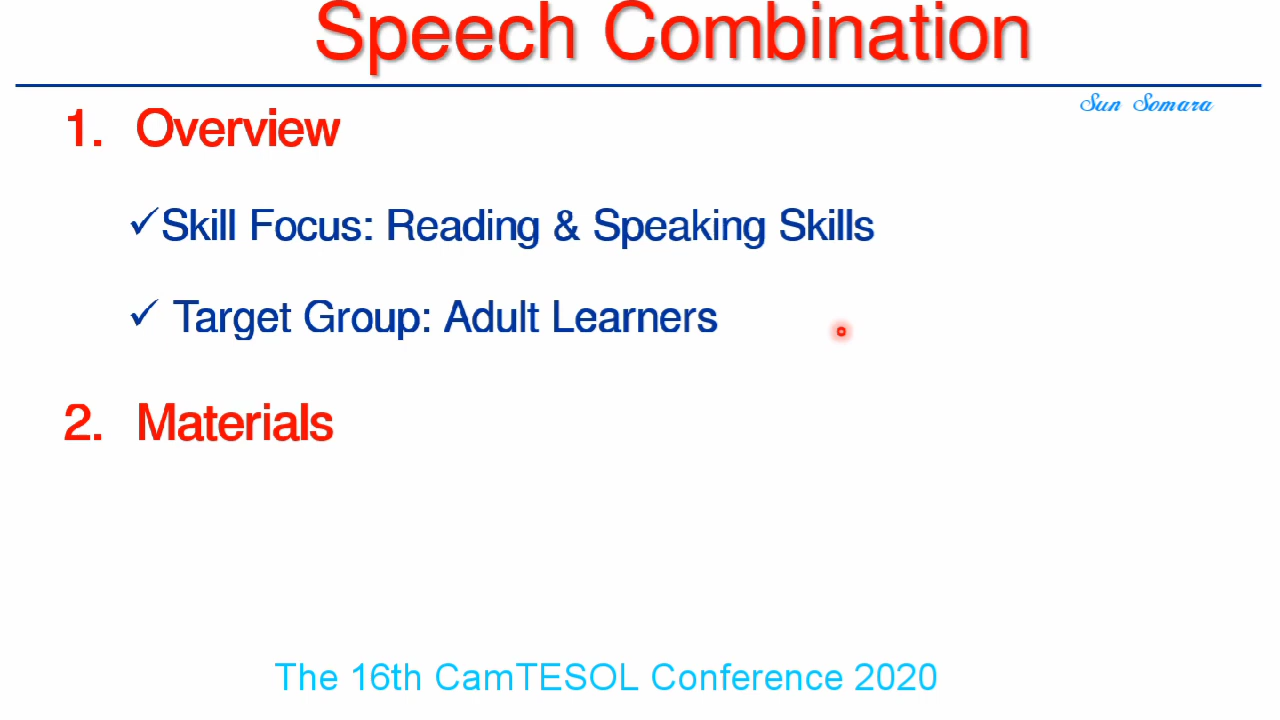 Speech Combination
Sun Somara
1. Overview
✓Skill Focus: Reading & Speaking Skills
✓ Target Group: Adult Learners
2. Materials
The 16th CamTESOL Conference 2020